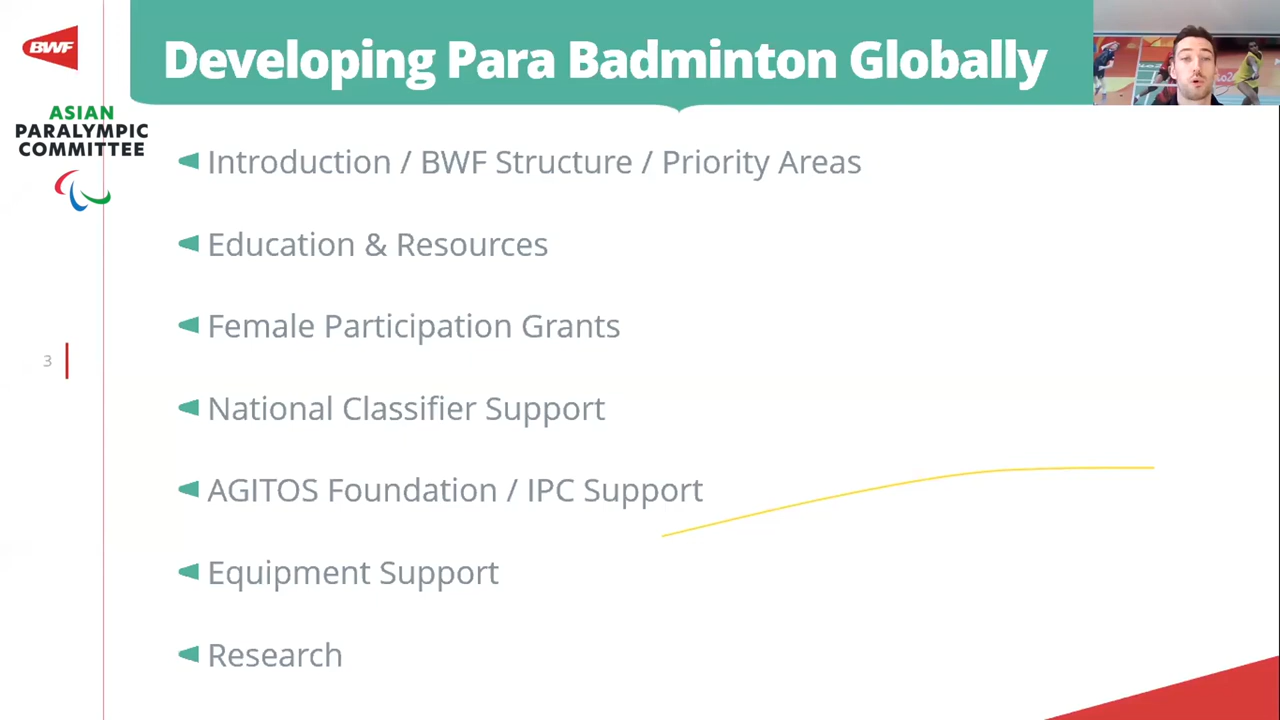 BWF
Developing Para Badminton Globally
ASIAN
PARALYMPIC
COMMITTEE
Introduction / BWF Structure / Priority Areas
Education & Resources
Female Participation Grants
3
National Classifier Support
AGITOS Foundation / IPC Support
Equipment Support
Research